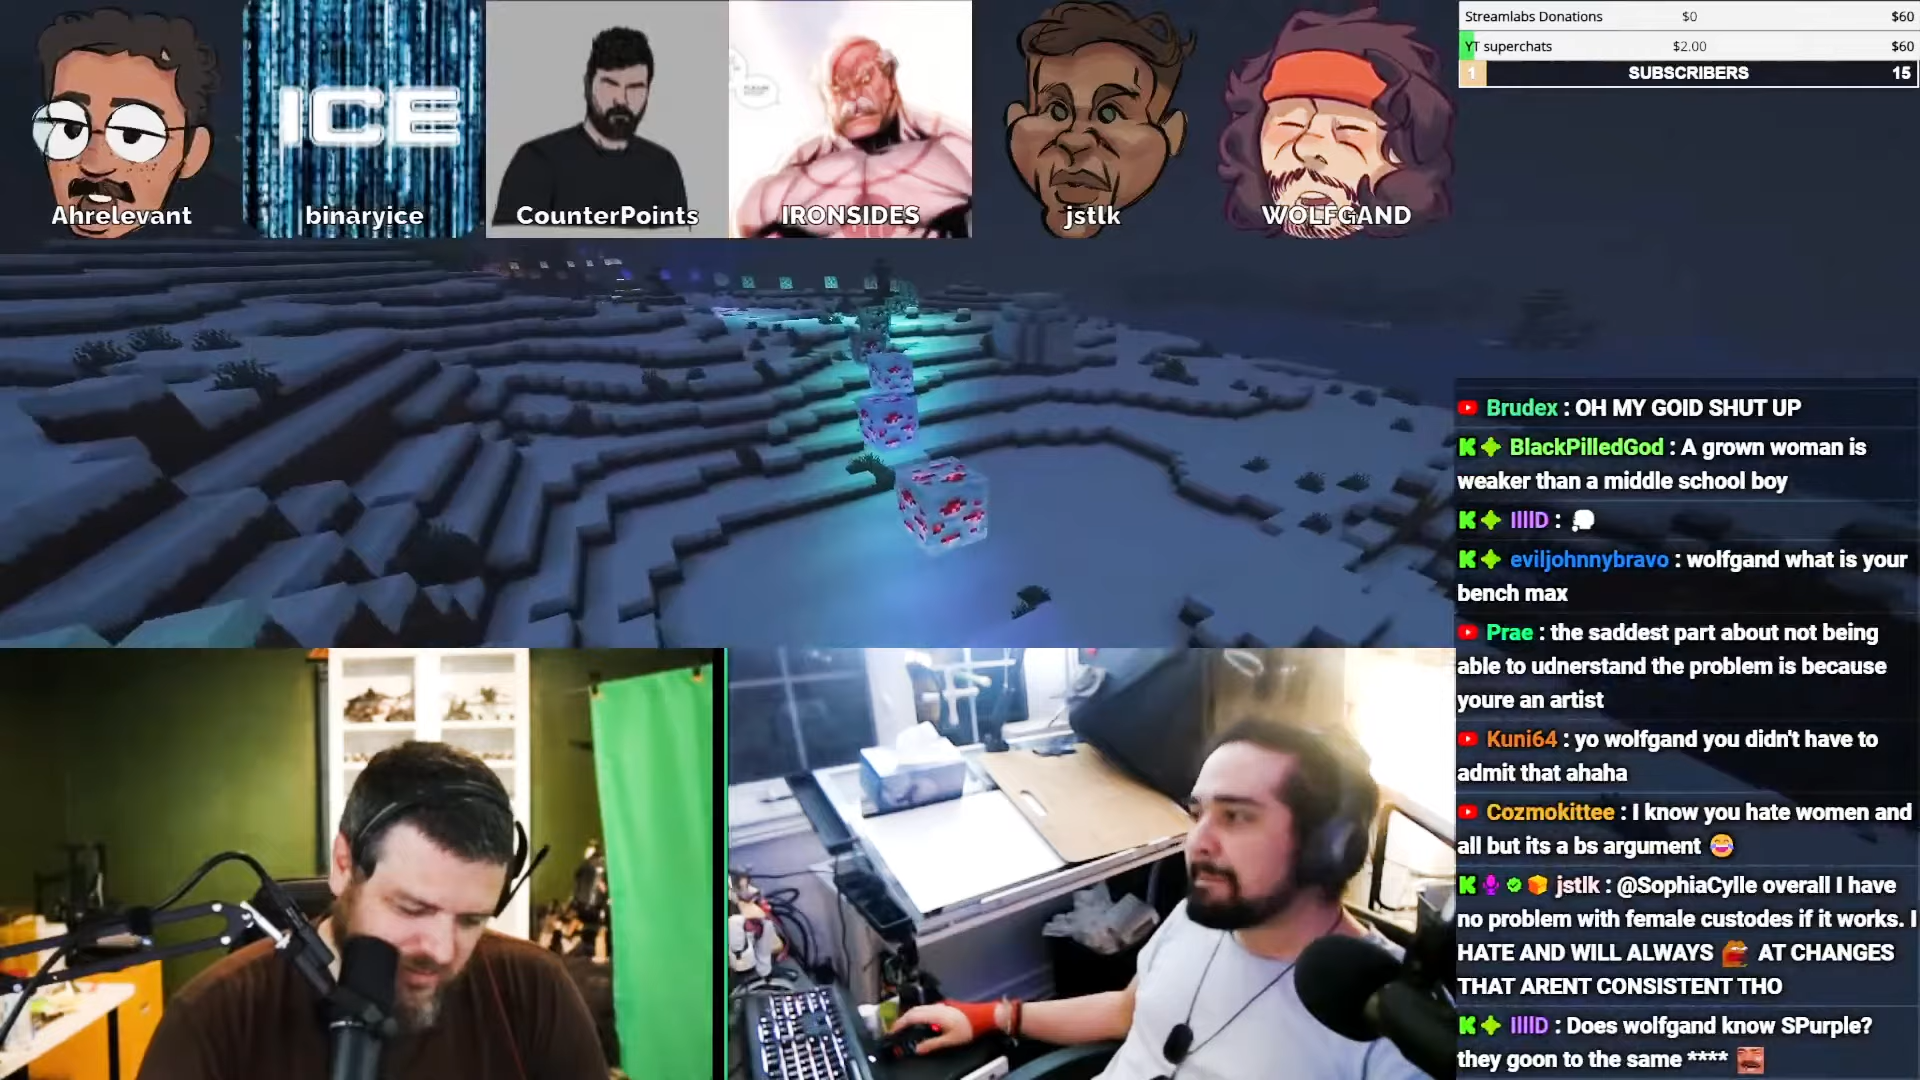 Streamlabs Donations $0 $60
YT superchats $2.00 $60
1 SUBSCRIBERS 15
ICE
Ahrelevant
binaryice
CounterPoints
IRONSIDES
jstlk
WOLFGAND
Brudex : OH MY GOID SHUT UP
BlackPilledGod : A grown woman is
weaker than a middle school boy
IlllD :
eviljohnnybravo : wolfgand what is your
bench max
Prae : the saddest part about not being
able to udnerstand the problem is because
youre an artist
Kuni64 : yo wolfgand you didn't have to
admit that ahaha
Cozmokittee : I know you hate women and
all but its a bs argument 😂
jstlk : @SophiaCylle overall I have
no problem with female custodes if it works. I
HATE AND WILL ALWAYS AT CHANGES
THAT ARENT CONSISTENT THO
IlllD : Does wolfgand know SPurple?
they goon to the same ****